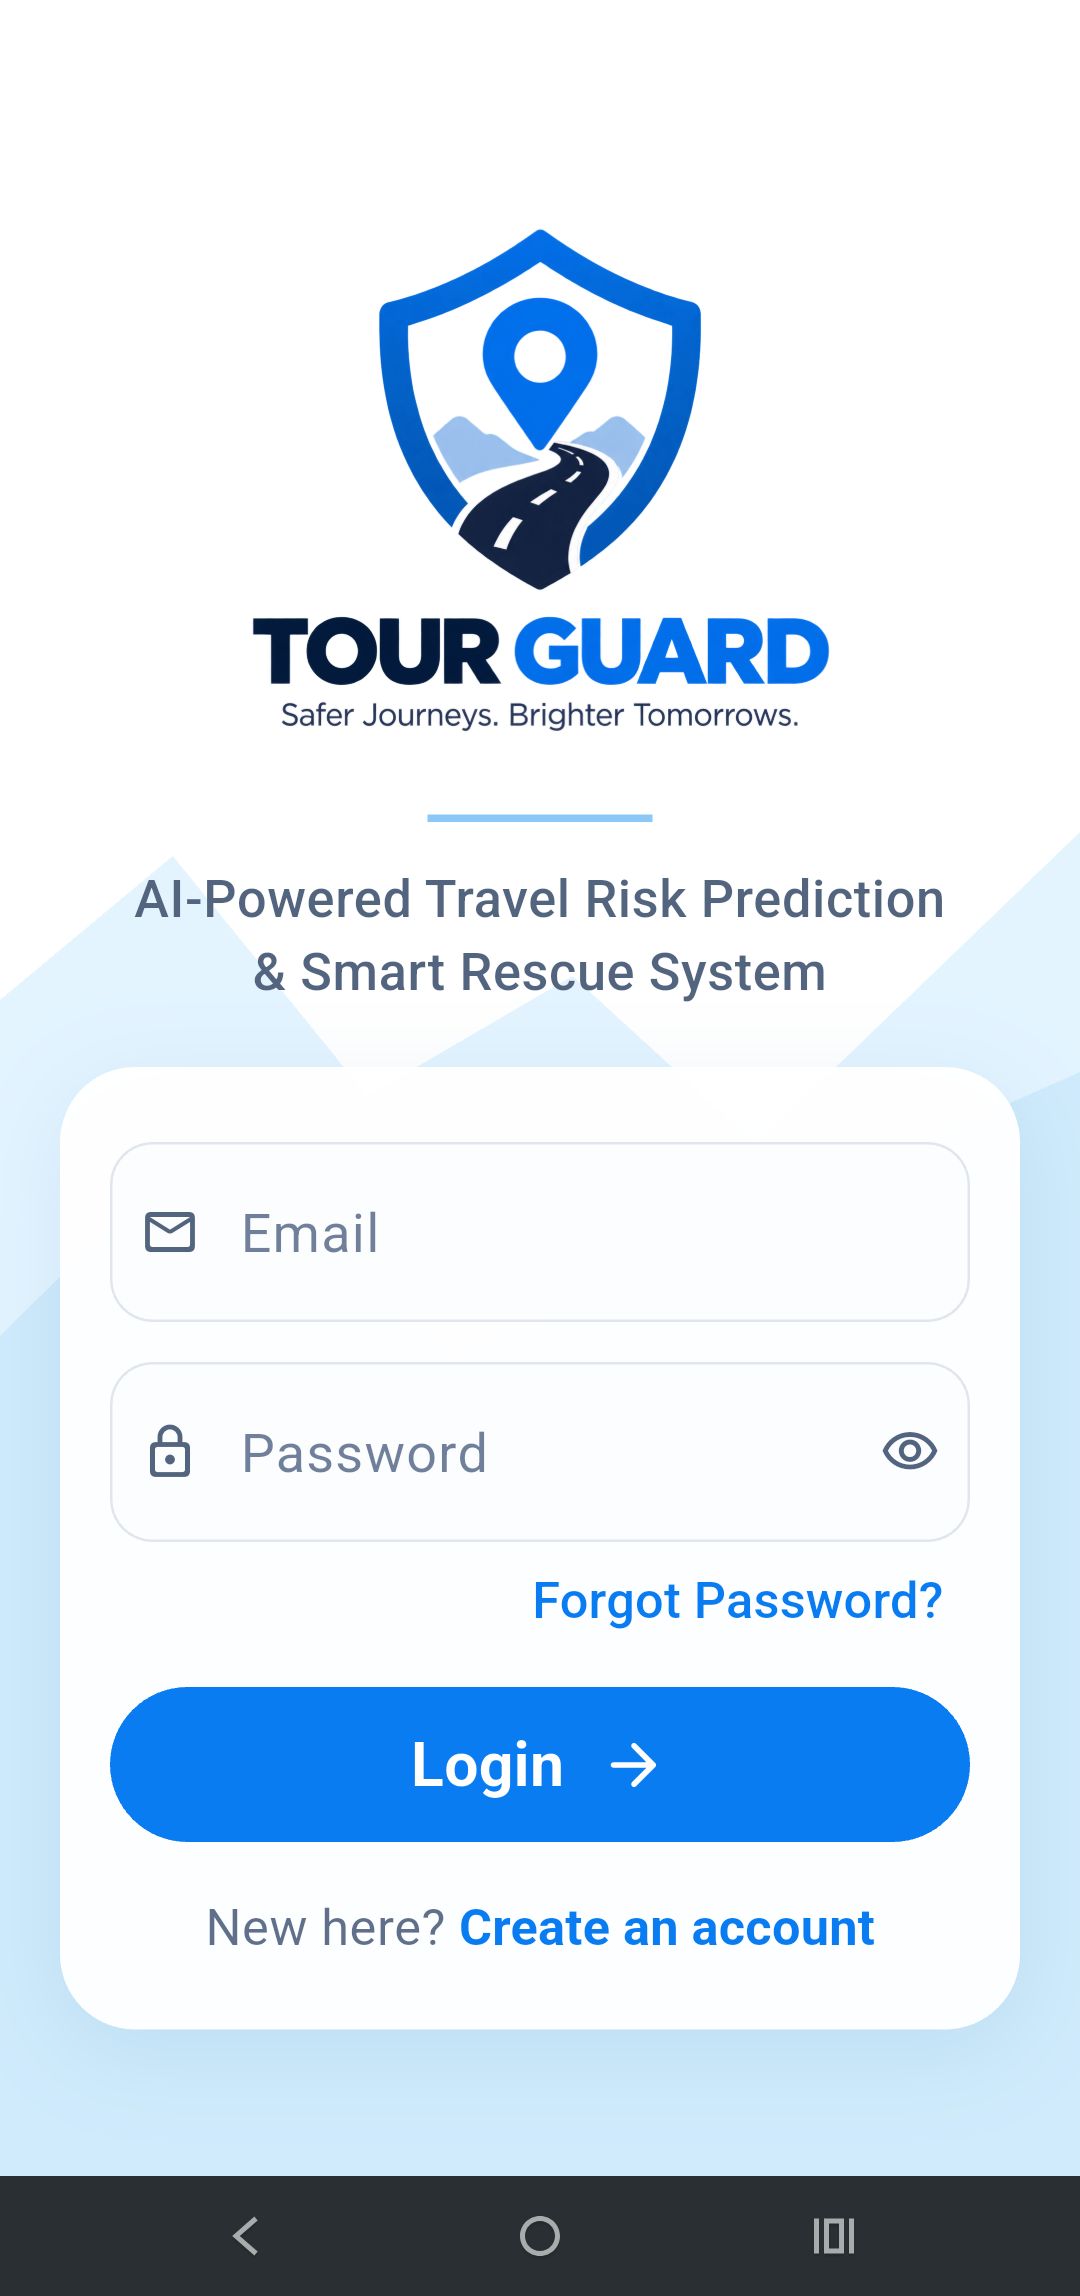 TOUR GUARD
Safer Journeys. Brighter Tomorrows.
AI-Powered Travel Risk Prediction
& Smart Rescue System
Email
Password
Forgot Password?
Login
New here? Create an account